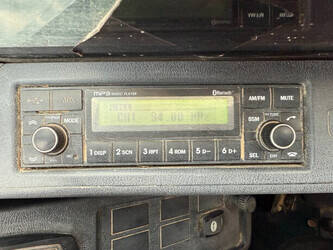 MP3 RADIO PLAYER
Bluetooth
AM/FM
MUTE
MODE
CH1 94.00 MHz
BSM
1 DISP
2 SCN
3 RPT
4 RDM
5 D–
6 D+
SEL